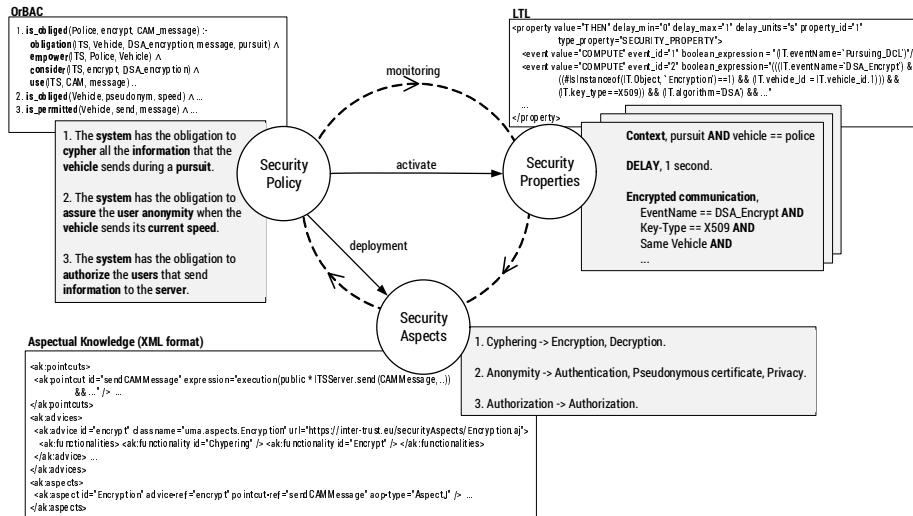 OrBAC
1. is_obliged(Police, encrypt, CAM_message) :-
obligation(ITS, Vehicle, DSA_encryption, message, pursuit) ∧
empower(ITS, Police, Vehicle) ∧
consider(ITS, encrypt, DSA_encryption) ∧
use(ITS, CAM, message) ..
2. is_obliged(Vehicle, pseudonym, speed) ∧ ...
3. is_permitted(Vehicle, send, message) ∧ ...
1. The system has the obligation to
cypher all the information that the
vehicle sends during a pursuit.
2. The system has the obligation to
assure the user anonymity when the
vehicle sends its current speed.
3. The system has the obligation to
authorize the users that send
information to the server.
Security
Policy
monitoring
activate
deployment
Security
Properties
Security
Aspects
LTL
<property value="THEN" delay_min="0" delay_max="1" delay_units="s" property_id="1"
type_property="SECURITY_PROPERTY">
<event value="COMPUTE" event_id="1" boolean_expression = "(IT.eventName=`Pursuing_DCL')"/>
<event value="COMPUTE" event_id="2" boolean_expression="(((IT.eventName=`DSA_Encrypt') &&
((#isInstanceof(IT.Object, `Encryption')==1) && (IT.vehicle_Id = IT.vehicle_id.1))) &&
(IT.key_type==X509)) && (IT.algorithm='DSA) && ..."
...
</property>
Context, pursuit AND vehicle == police
DELAY, 1 second.
Encrypted communication,
EventName == DSA_Encrypt AND
Key-Type == X509 AND
Same Vehicle AND
...
Aspectual Knowledge (XML format)
<ak:pointcuts>
<ak:pointcut id="sendCAMMessage" expression="execution(public * ITSServer.send (CAMMessage, ..))
&& ..." /> ...
</ak:pointcuts>
<ak:advices>
<ak:advice id="encrypt" classname="uma.aspects.Encryption" url="https://inter-trust.eu/securityAspects/Encryption.aj">
<ak:functionalities> <ak:functionality id="Chypering" /> <ak:functionality id="Encrypt" /> </ak:functionalities>
</ak:advice> ...
</ak:advices>
<ak:aspects>
<ak:aspect id="Encryption" advice-ref="encrypt" pointcut-ref="sendCAMMessage" aop-type="AspectJ" /> ...
</ak:aspects>
1. Cyphering -> Encryption, Decryption.
2. Anonymity -> Authentication, Pseudonymous certificate, Privacy.
3. Authorization -> Authorization.